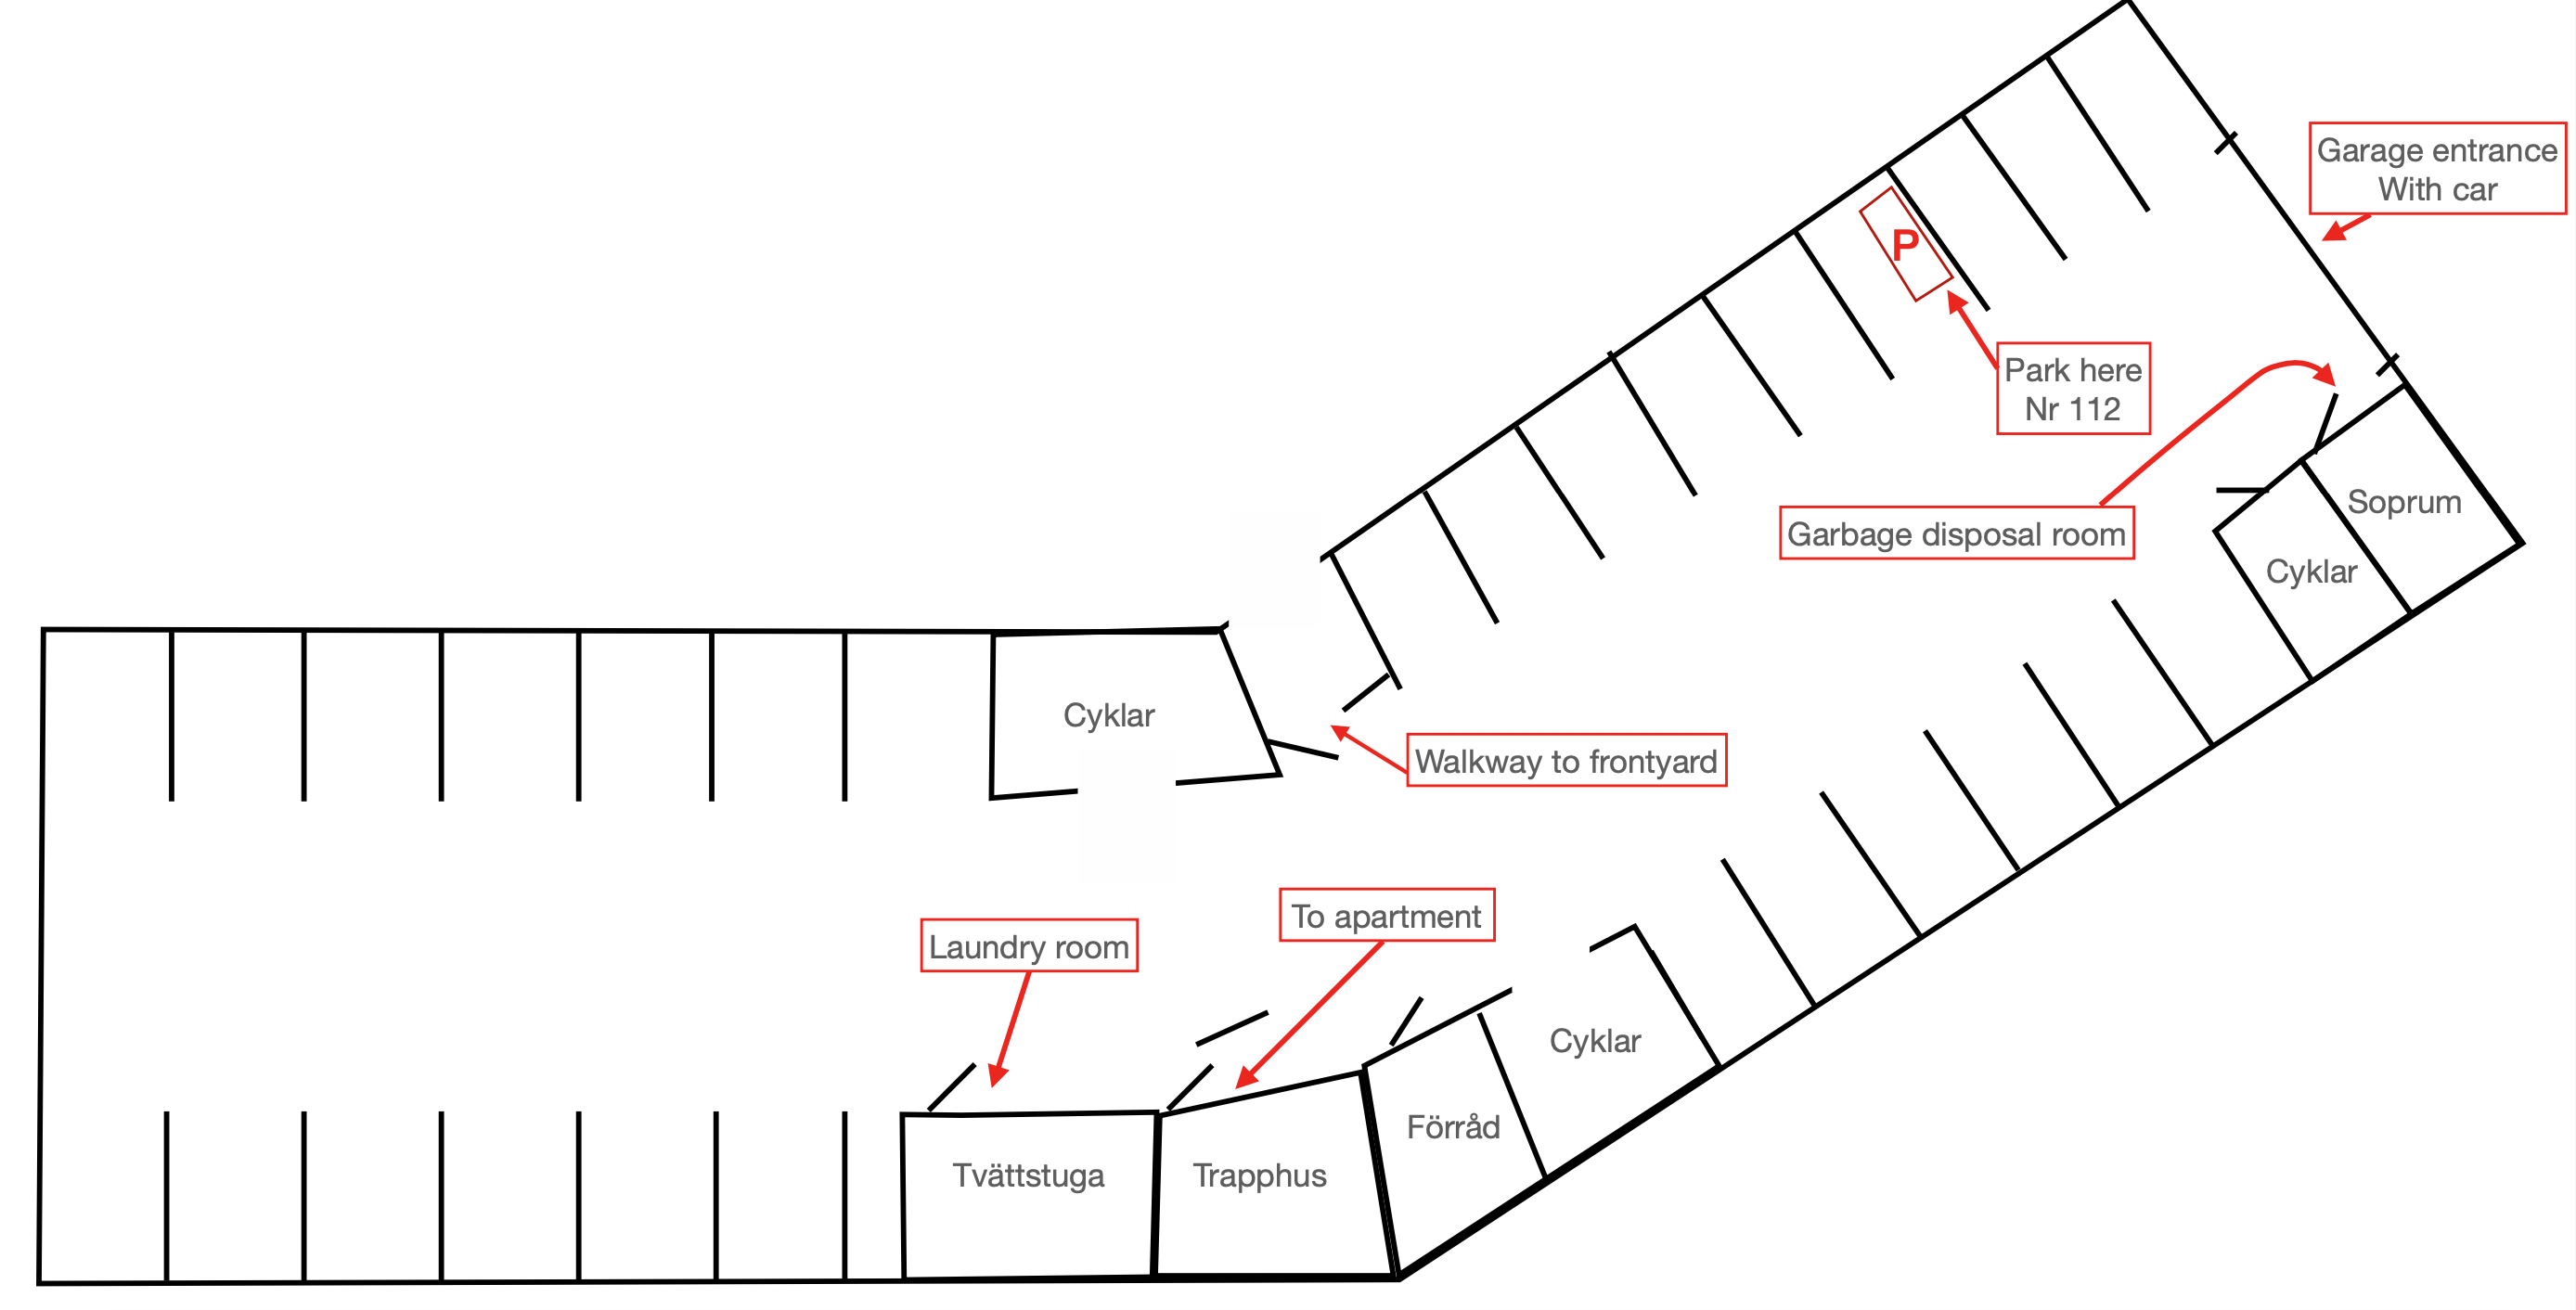 Garage entrance
With car
P
Park here
Nr 112
Garbage disposal room
Soprum
Cyklar
Cyklar
Walkway to frontyard
To apartment
Laundry room
Cyklar
Förråd
Tvättstuga
Trapphus